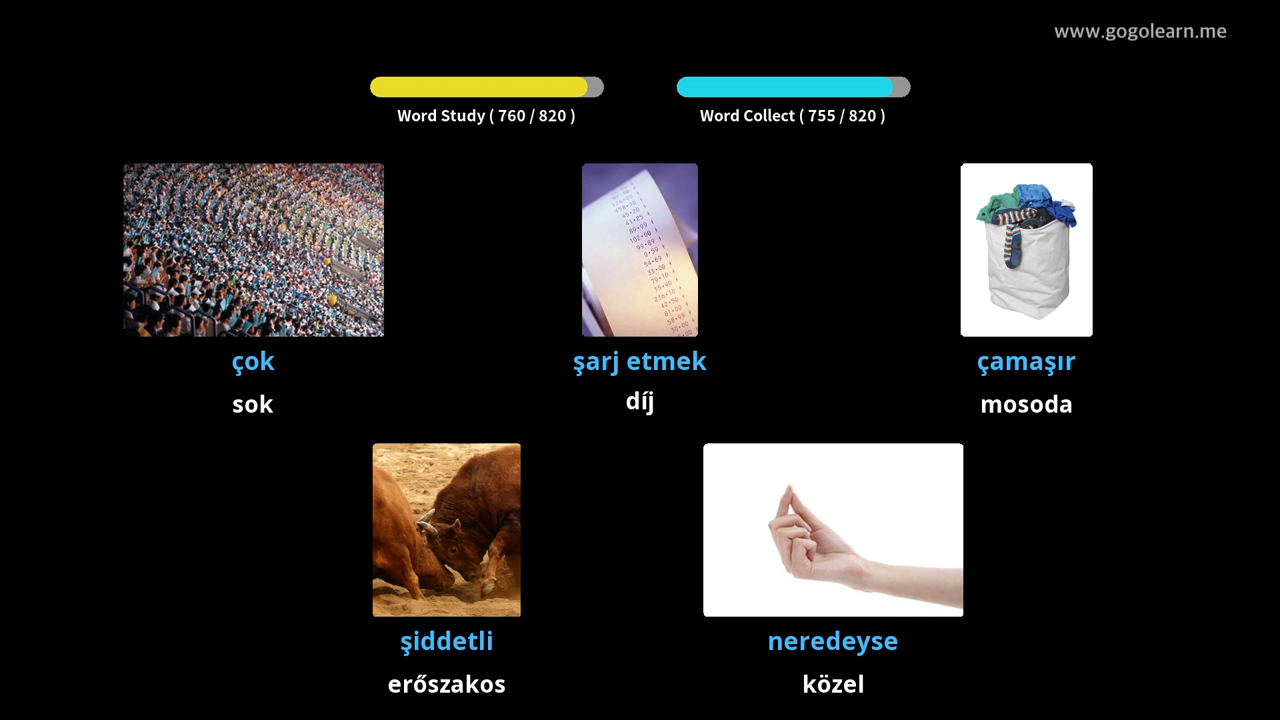 www.gogolearn.me
Word Study ( 760 / 820 )
Word Collect ( 755 / 820 )
çok
şarj etmek
çamaşır
sok
díj
mosoda
şiddetli
neredeyse
erőszakos
közel